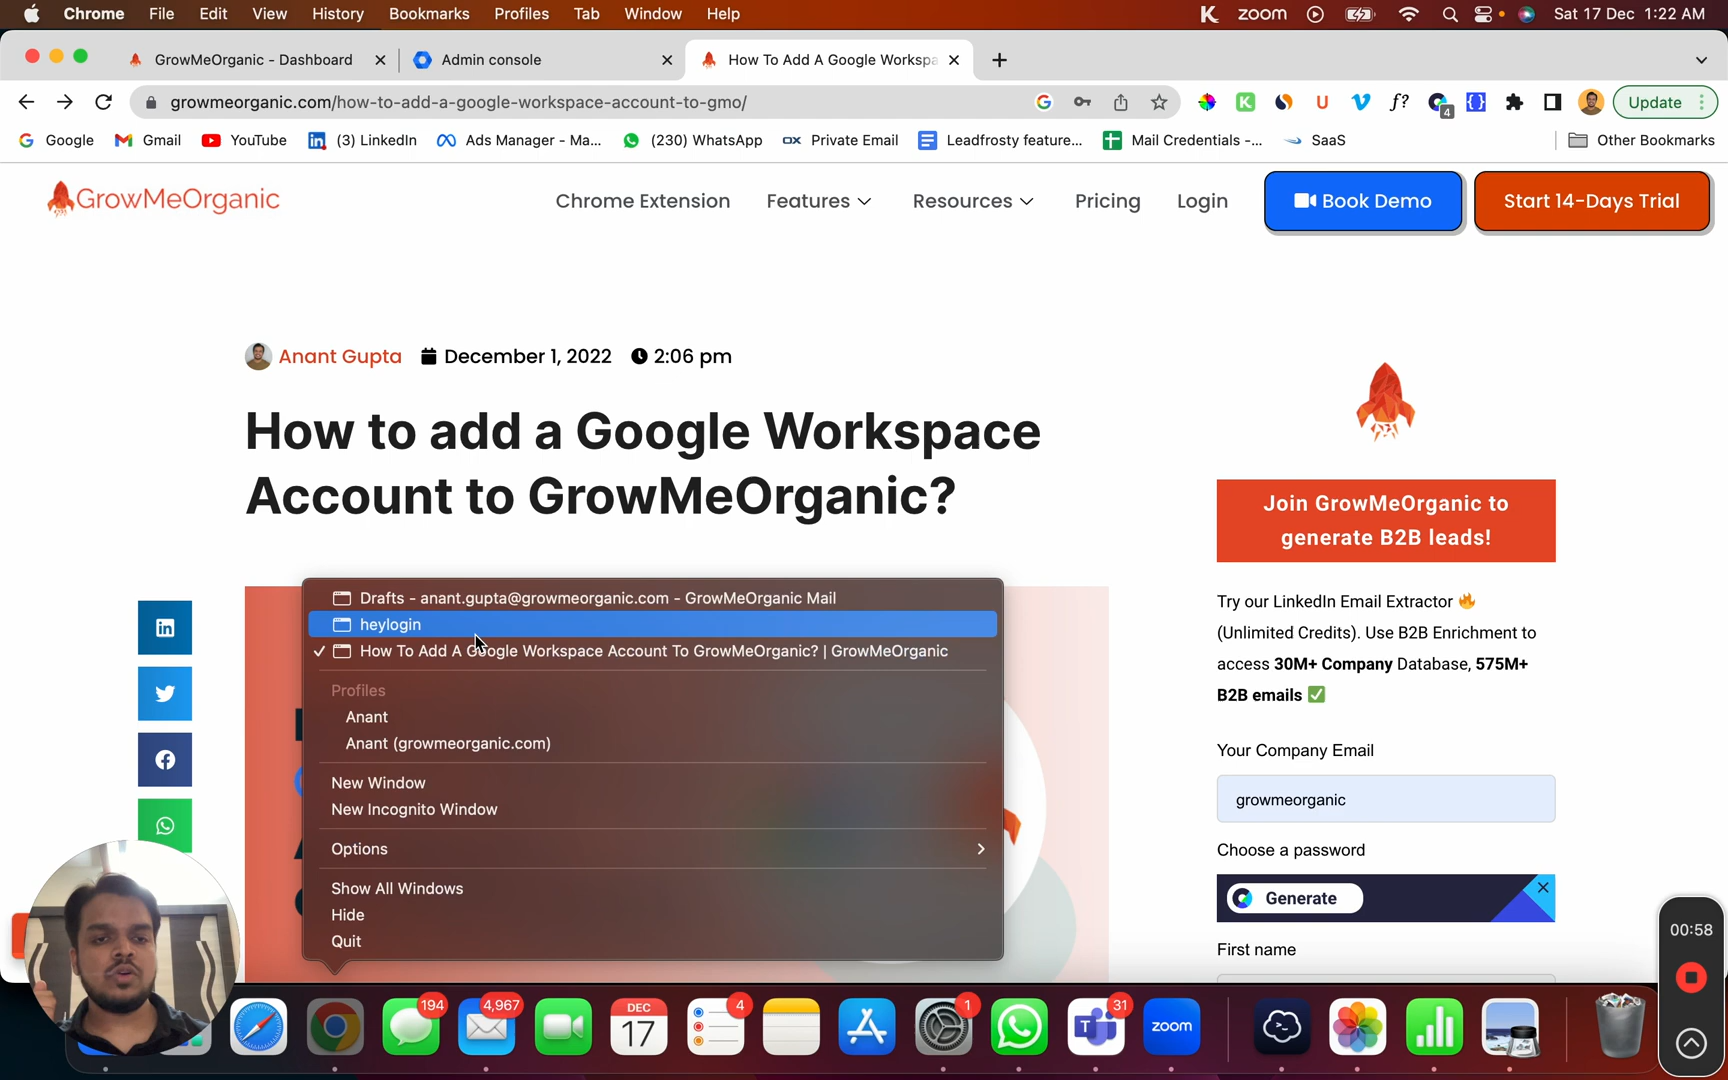 Chrome File Edit View History Bookmarks Profiles Tab Window Help
zoom Sat 17 Dec 1:22 AM
GrowMeOrganic - Dashboard
Admin console
How To Add A Google Workspa
growmeorganic.com/how-to-add-a-google-workspace-account-to-gmo/
4
Update
Google Gmail YouTube (3) LinkedIn Ads Manager - Ma... (230) WhatsApp Private Email Leadfrosty feature... Mail Credentials -... SaaS Other Bookmarks
GrowMeOrganic
Chrome Extension Features Resources Pricing Login Book Demo Start 14-Days Trial
Anant Gupta December 1, 2022 2:06 pm
How to add a Google Workspace
Account to GrowMeOrganic?
Join GrowMeOrganic to
generate B2B leads!
Try our LinkedIn Email Extractor 🔥
(Unlimited Credits). Use B2B Enrichment to
access 30M+ Company Database, 575M+
B2B emails ✅
Your Company Email
growmeorganic
Choose a password
Generate
First name
Drafts - anant.gupta@growmeorganic.com - GrowMeOrganic Mail
heylogin
✓ How To Add A Google Workspace Account To GrowMeOrganic? | GrowMeOrganic
Profiles
Anant
Anant (growmeorganic.com)
New Window
New Incognito Window
Options
Show All Windows
Hide
Quit
00:58
194
4,967
DEC
17
4
1
31
zoom